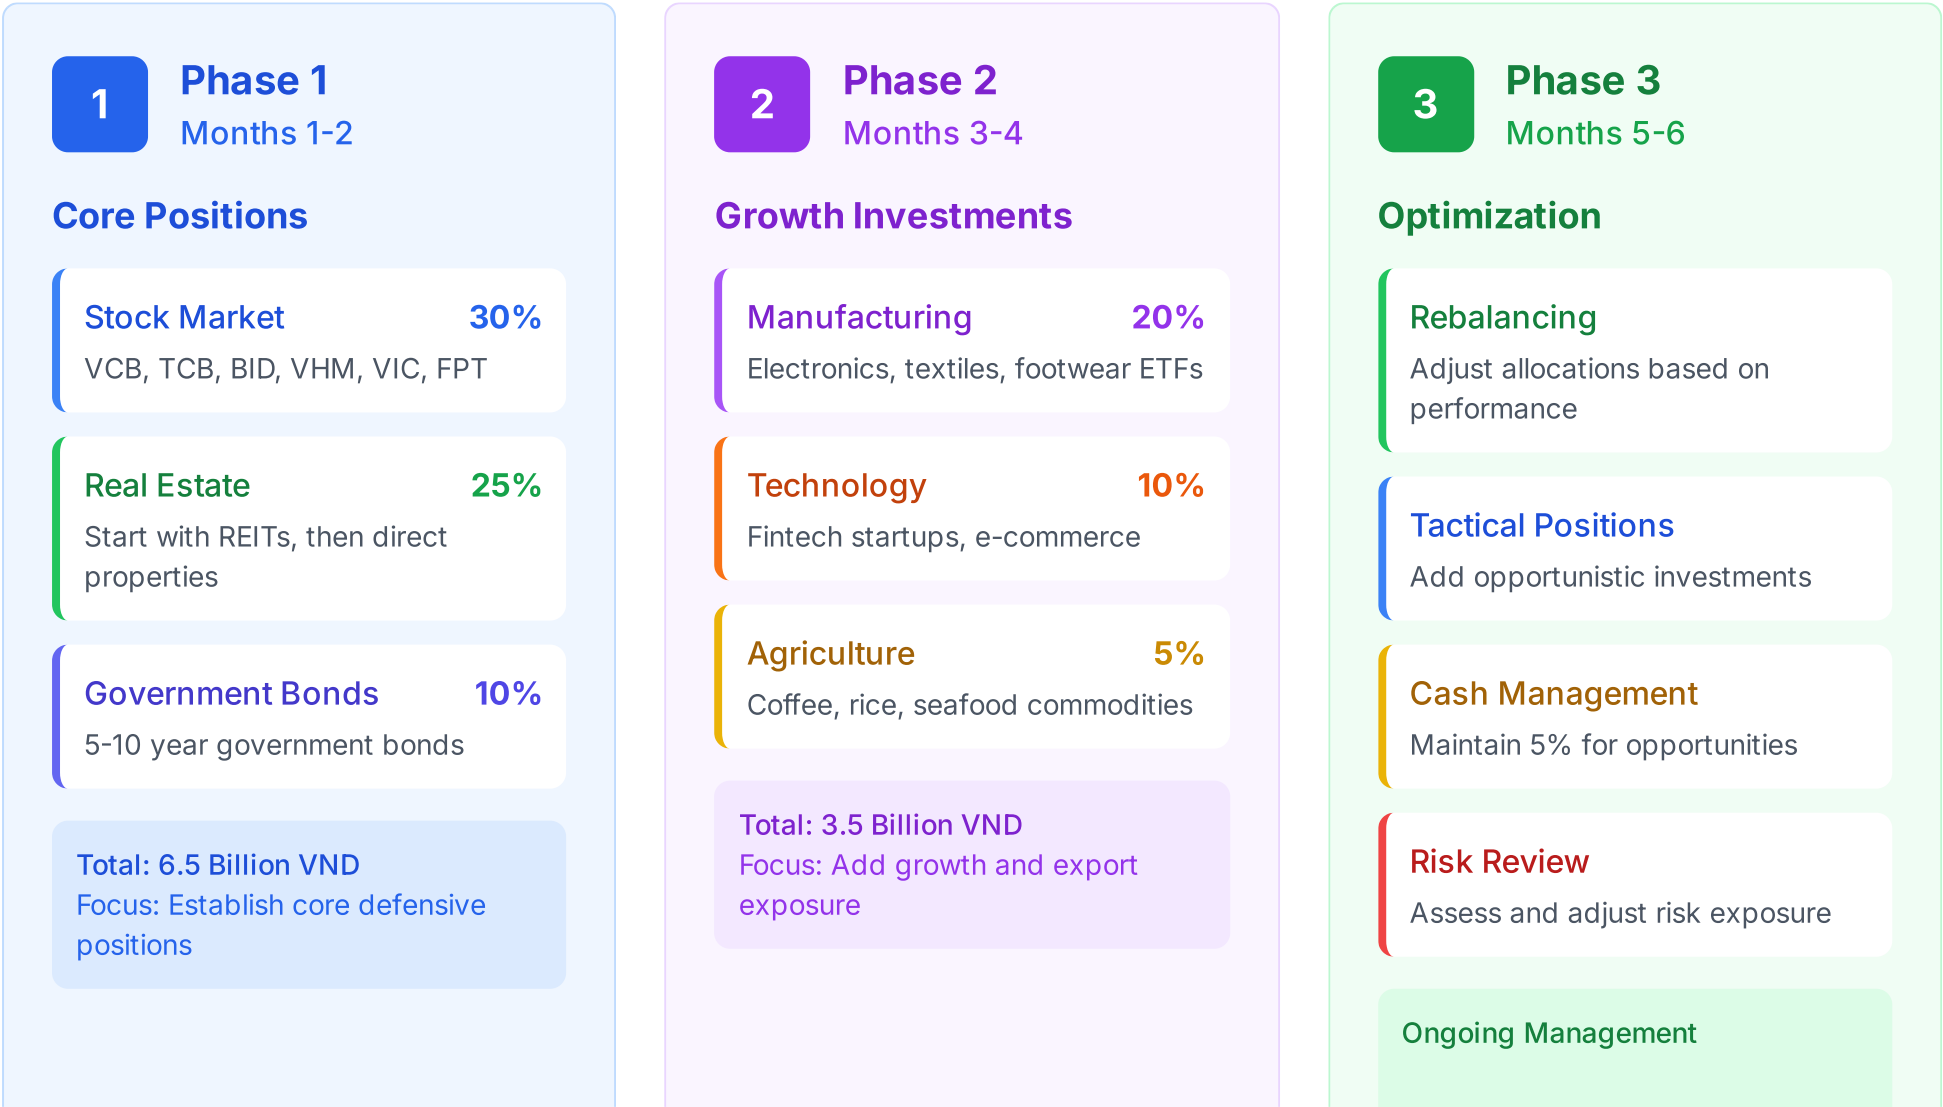 1
Phase 1
Months 1-2
Core Positions
Stock Market 30%
VCB, TCB, BID, VHM, VIC, FPT
Real Estate 25%
Start with REITs, then direct
properties
Government Bonds 10%
5-10 year government bonds
Total: 6.5 Billion VND
Focus: Establish core defensive
positions
2
Phase 2
Months 3-4
Growth Investments
Manufacturing 20%
Electronics, textiles, footwear ETFs
Technology 10%
Fintech startups, e-commerce
Agriculture 5%
Coffee, rice, seafood commodities
Total: 3.5 Billion VND
Focus: Add growth and export
exposure
3
Phase 3
Months 5-6
Optimization
Rebalancing
Adjust allocations based on
performance
Tactical Positions
Add opportunistic investments
Cash Management
Maintain 5% for opportunities
Risk Review
Assess and adjust risk exposure
Ongoing Management